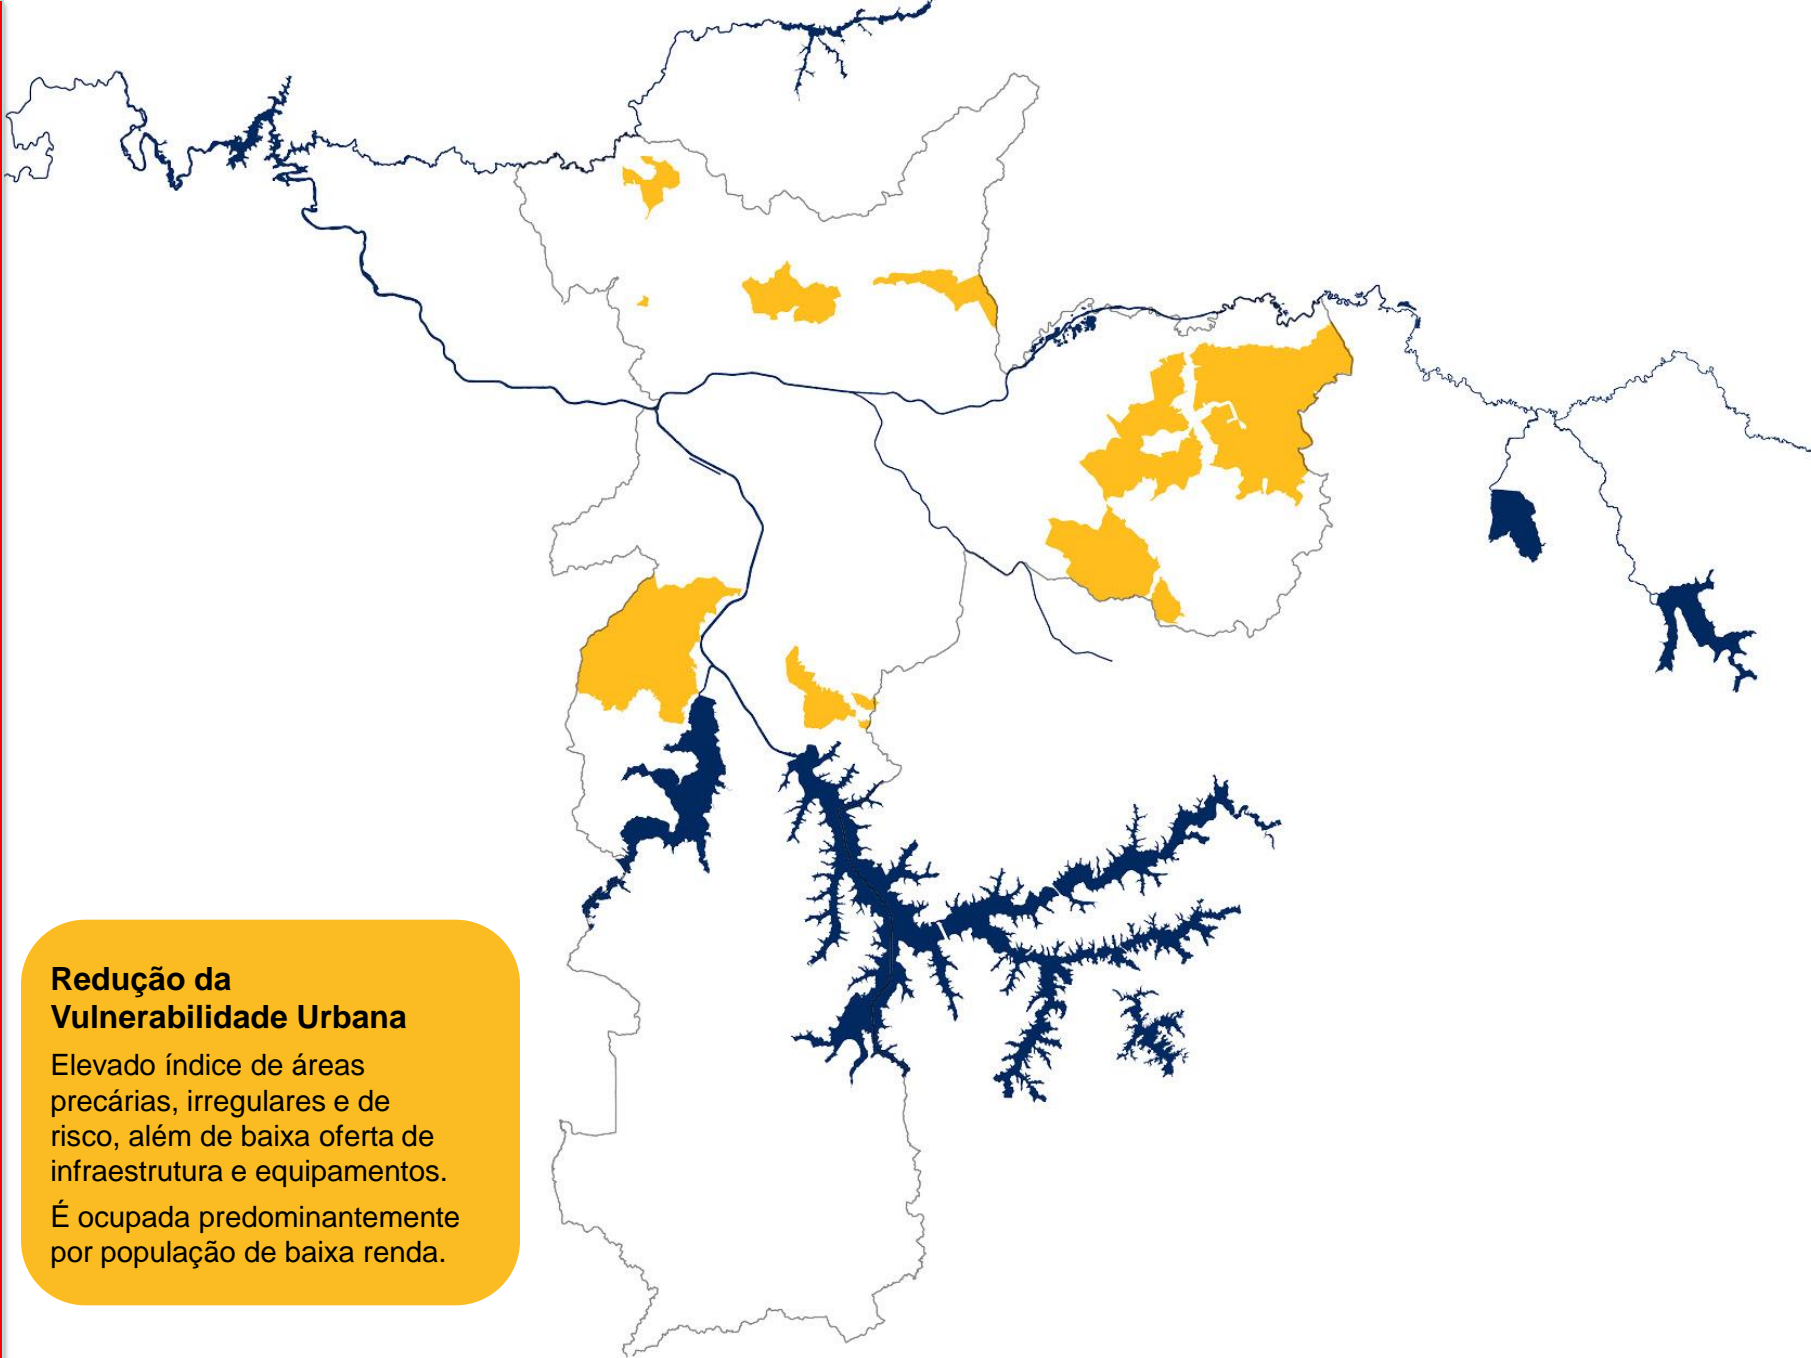 Redução da
Vulnerabilidade Urbana
Elevado índice de áreas
precárias, irregulares e de
risco, além de baixa oferta de
infraestrutura e equipamentos.
É ocupada predominantemente
por população de baixa renda.